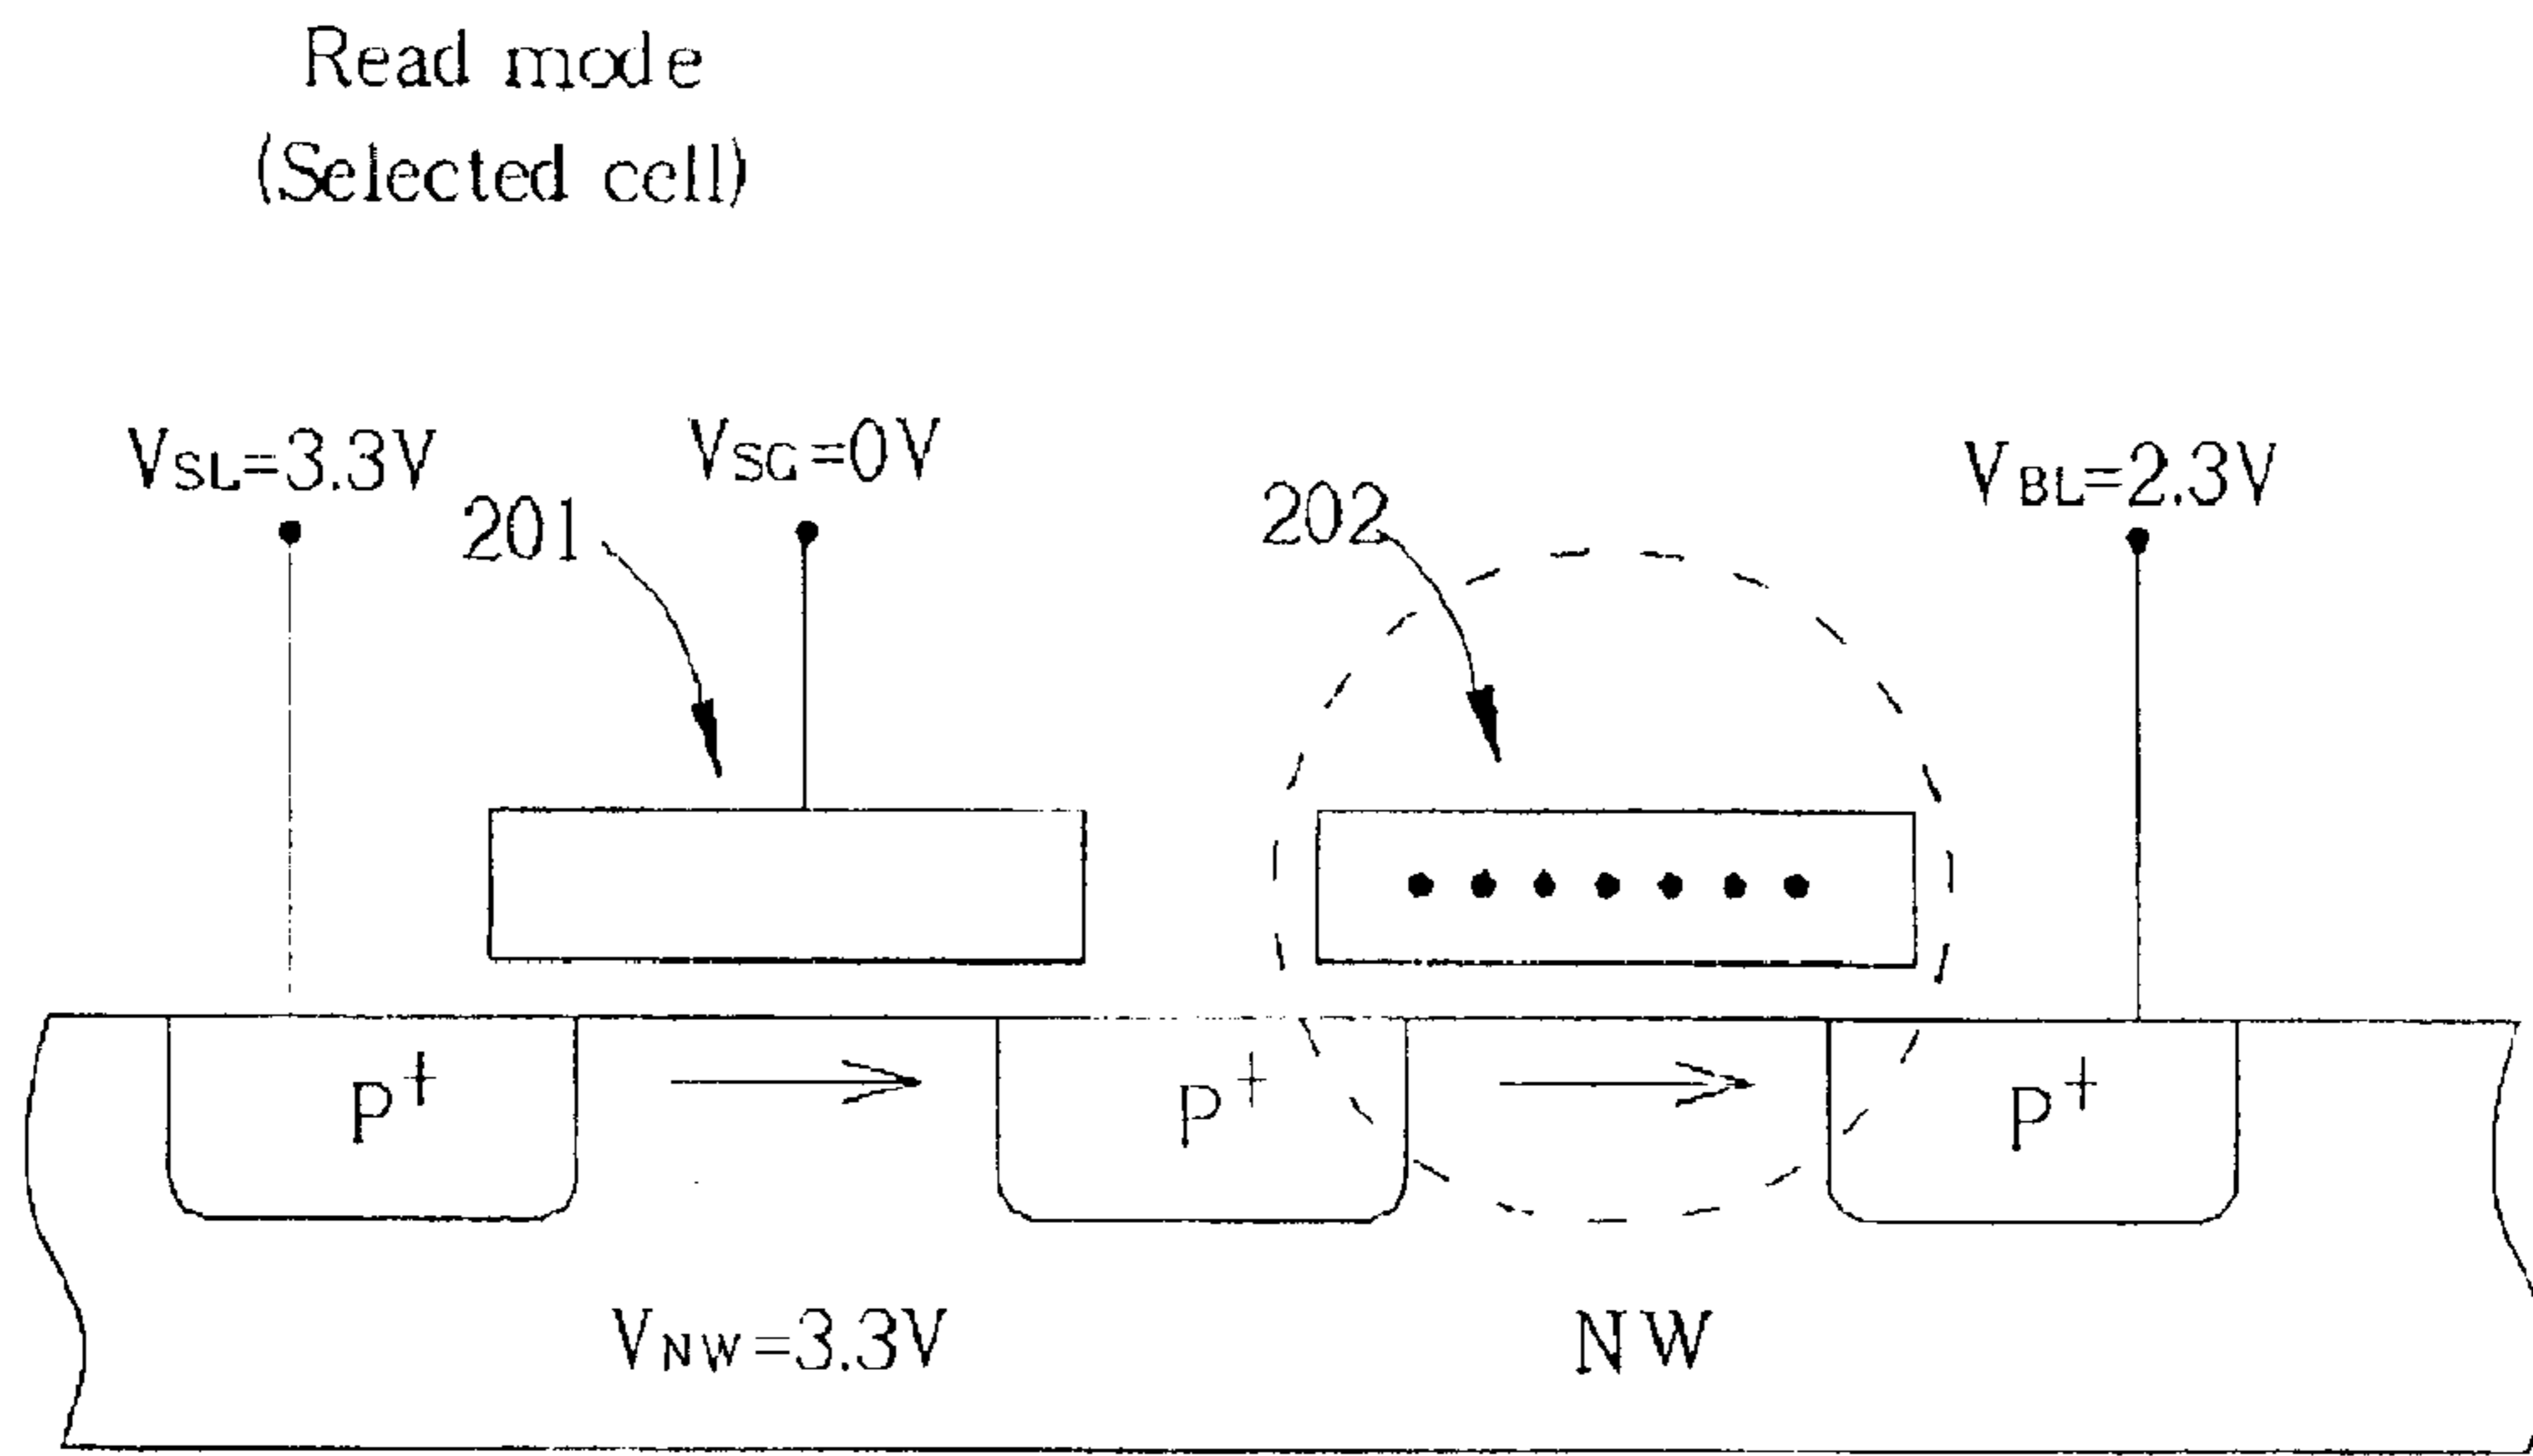 Read mode
(Selected cell)
VSL=3.3V
VSG=0V
201
202
VBL=2.3V
P+
P+
P+
VNW=3.3V
NW